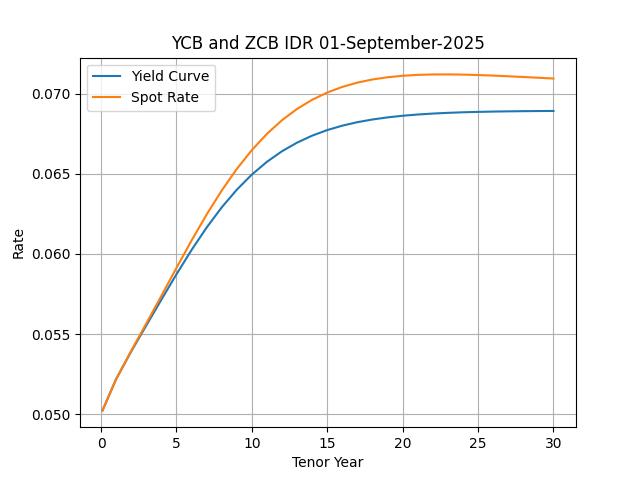 YCB and ZCB IDR 01-September-2025
Yield Curve
Spot Rate
0.070
0.065
0.060
0.055
0.050
Rate
0 5 10 15 20 25 30
Tenor Year